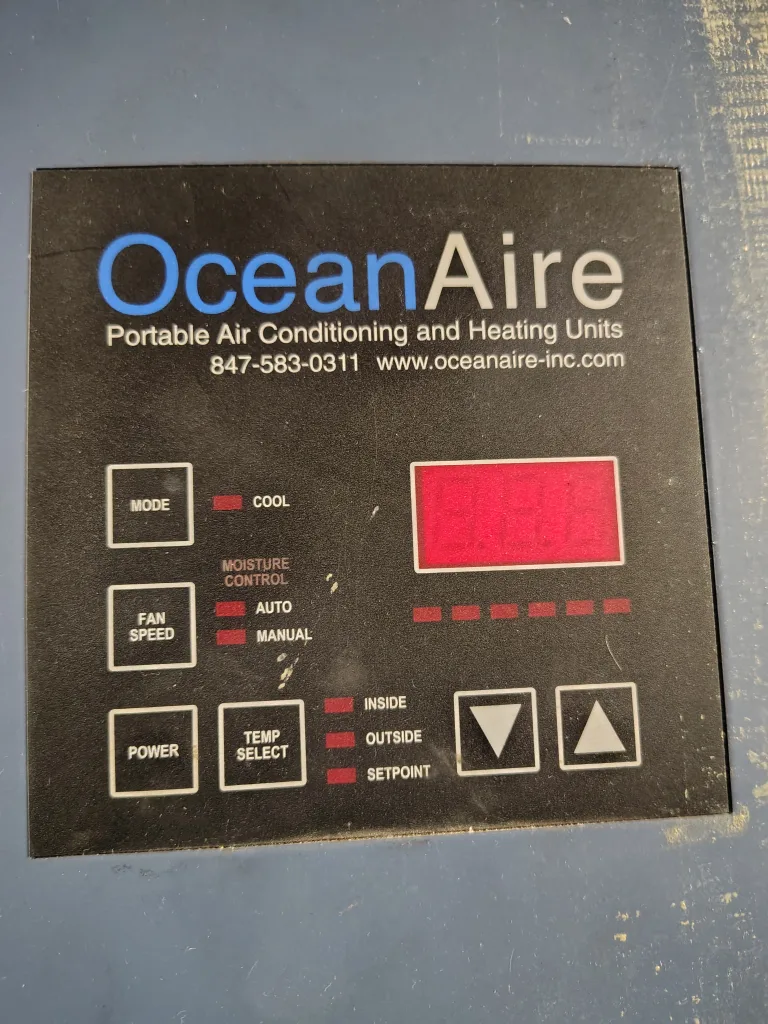 OceanAire
Portable Air Conditioning and Heating Units
847-583-0311 www.oceanaire-inc.com
MODE
COOL
MOISTURE
CONTROL
FAN
SPEED
AUTO
MANUAL
POWER
TEMP
SELECT
INSIDE
OUTSIDE
SETPOINT